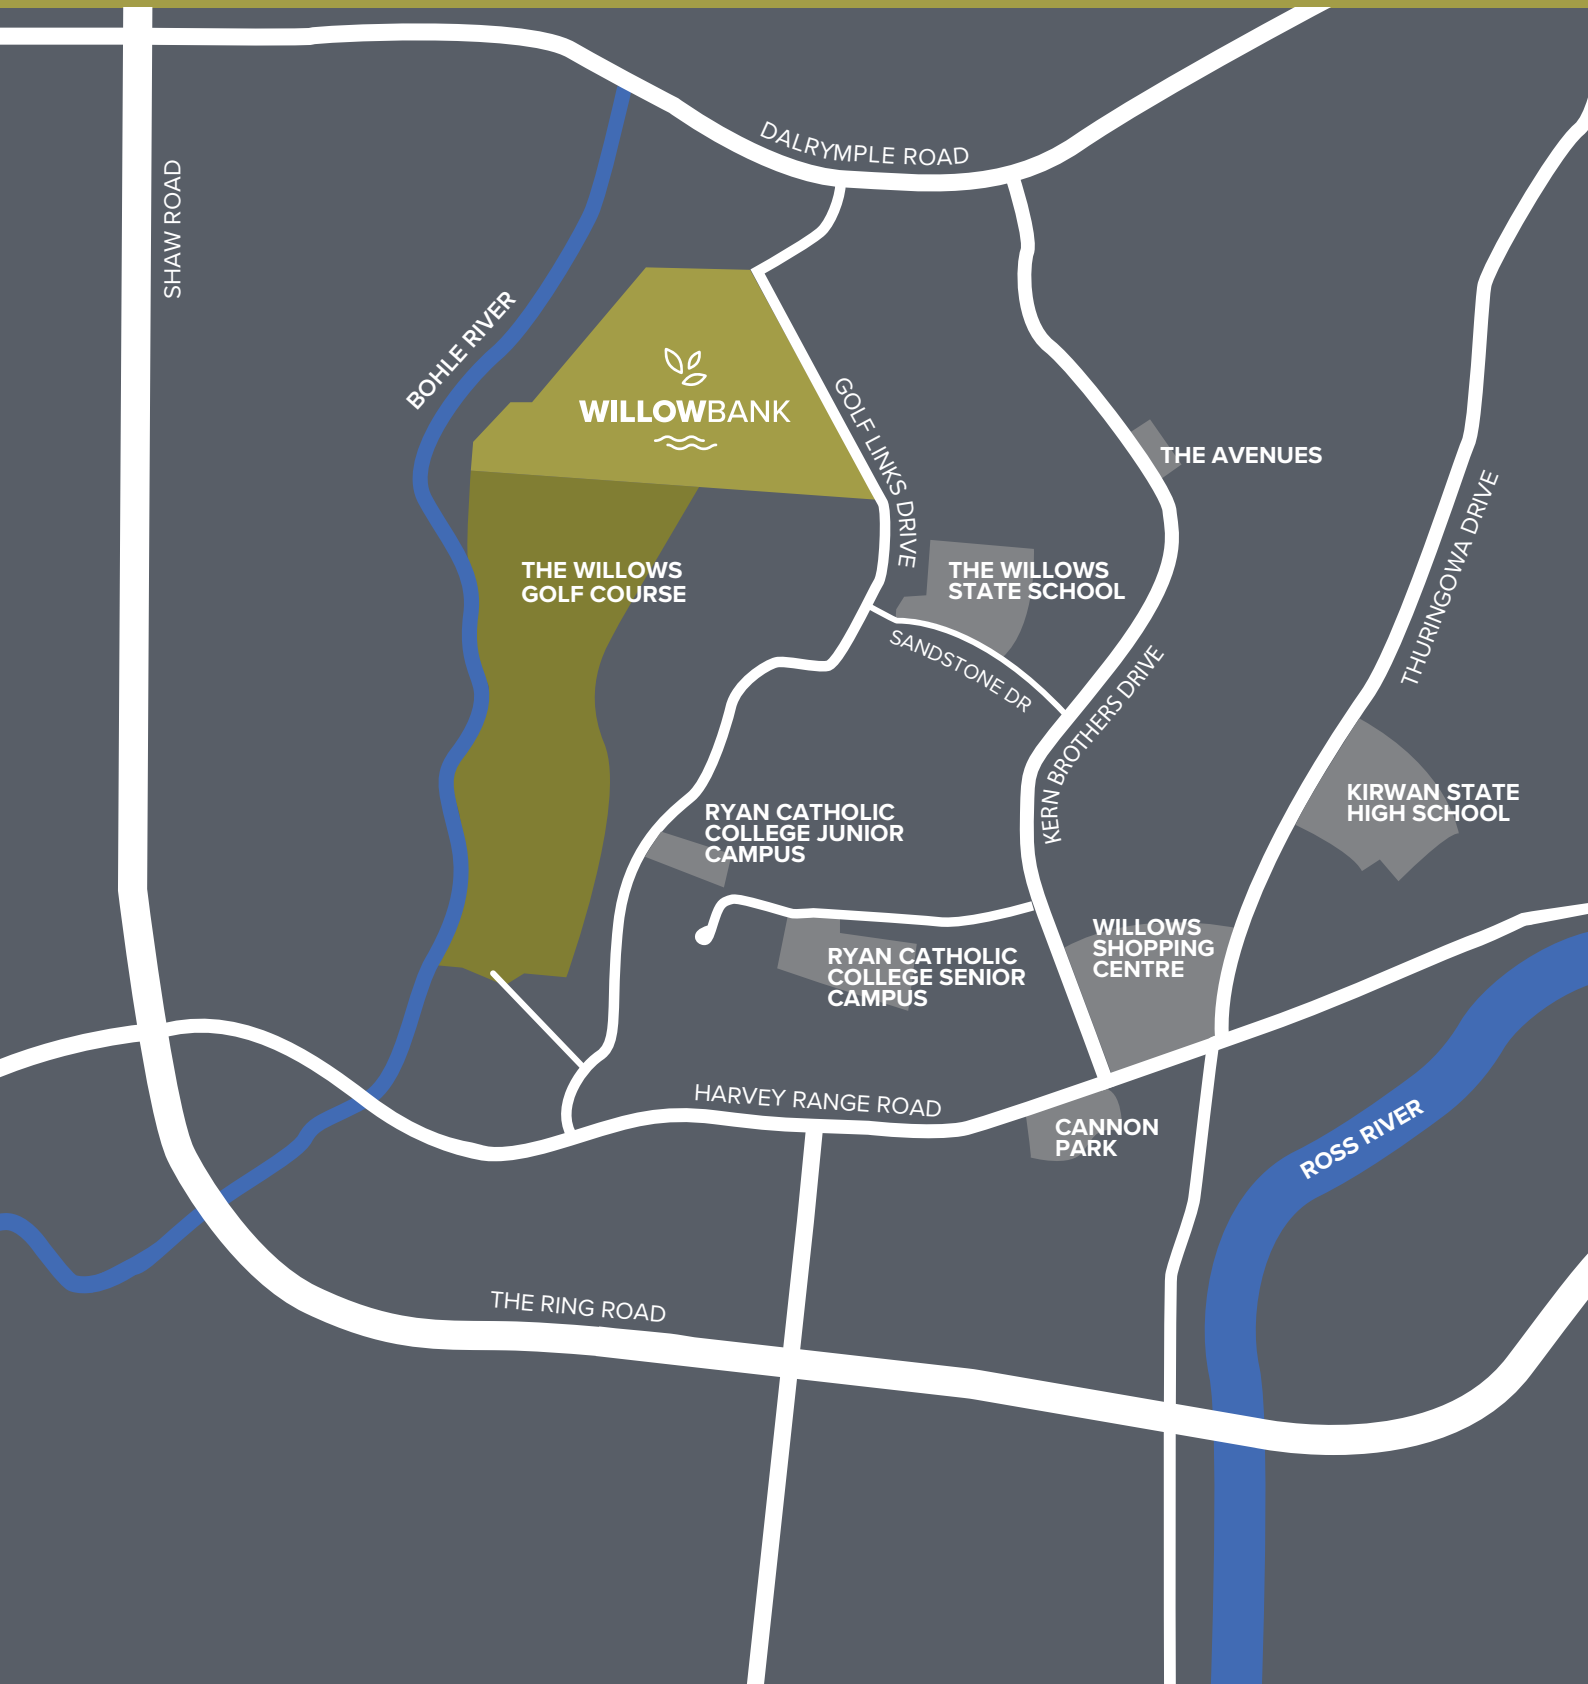 DALRYMPLE ROAD
SHAW ROAD
BOHLE RIVER
WILLOWBANK
GOLF LINKS DRIVE
THE AVENUES
THURINGOWA DRIVE
THE WILLOWS
GOLF COURSE
THE WILLOWS
STATE SCHOOL
SANDSTONE DR
KERN BROTHERS DRIVE
KIRWAN STATE
HIGH SCHOOL
RYAN CATHOLIC
COLLEGE JUNIOR
CAMPUS
WILLOWS
SHOPPING
CENTRE
RYAN CATHOLIC
COLLEGE SENIOR
CAMPUS
HARVEY RANGE ROAD
CANNON
PARK
ROSS RIVER
THE RING ROAD